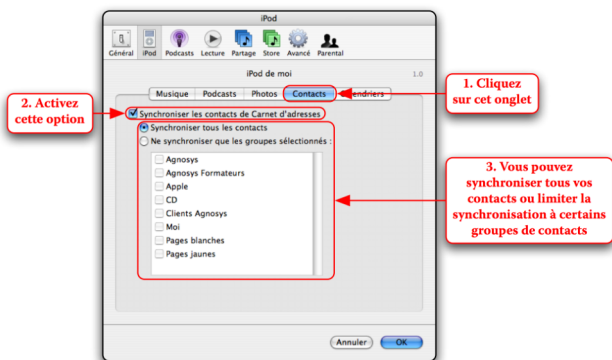 iPod
Général iPod Podcasts Lecture Partage Store Avancé Parental
iPod de moi
1.0
Musique Podcasts Photos Contacts Calendriers
1. Cliquez
sur cet onglet
2. Activez
cette option
Synchroniser les contacts de Carnet d'adresses
Synchroniser tous les contacts
Ne synchroniser que les groupes sélectionnés :
Agnosys
Agnosys Formateurs
Apple
CD
Clients Agnosys
Moi
Pages blanches
Pages jaunes
3. Vous pouvez
synchroniser tous vos
contacts ou limiter la
synchronisation à certains
groupes de contacts
Annuler OK